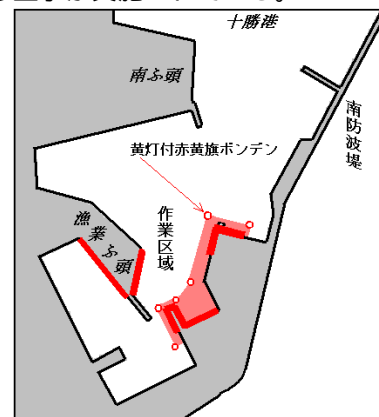 十勝港
南ふ頭
南防波堤
黄灯付赤黄旗ボンデン
作業区域
漁業ふ頭